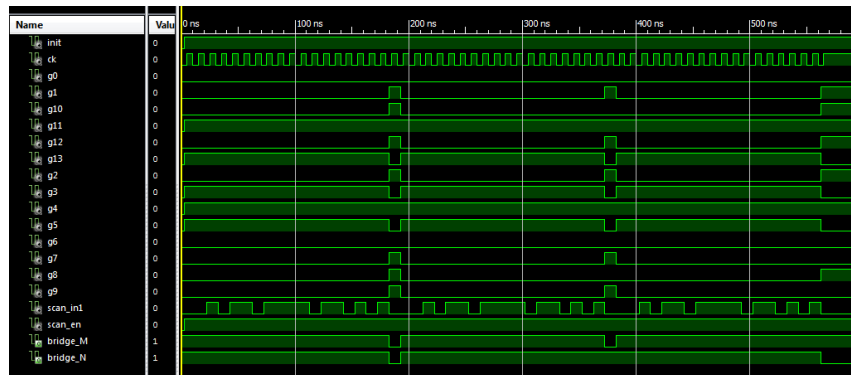 Name Valu 0 ns 100 ns 200 ns 300 ns 400 ns 500 ns
init 0
ck 0
g0 0
g1 0
g10 0
g11 0
g12 0
g13 0
g2 0
g3 0
g4 0
g5 0
g6 0
g7 0
g8 0
g9 0
scan_in1 0
scan_en 0
bridge_M 1
bridge_N 1